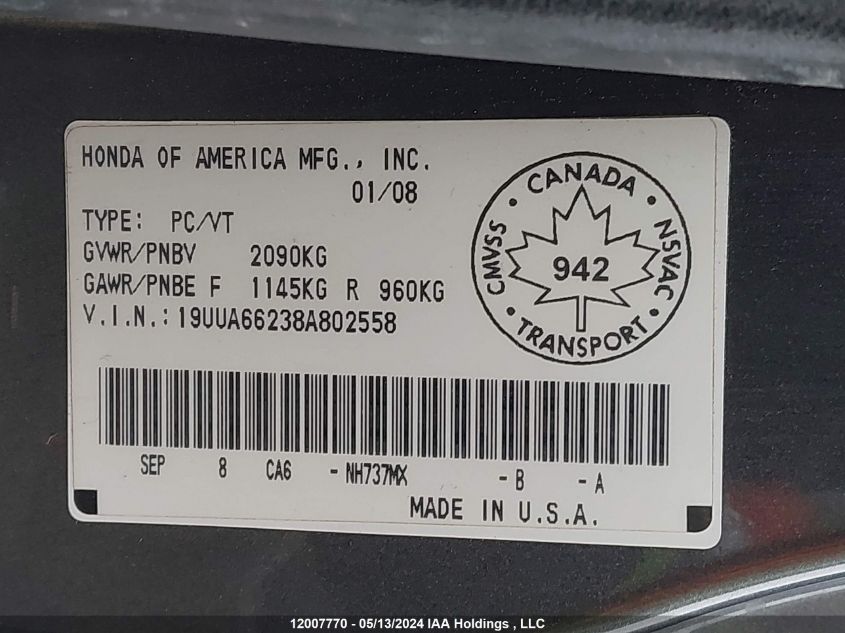 HONDA OF AMERICA MFG., INC.
01/08
TYPE: PC/VT
GVWR/PNBV 2090KG
GAWR/PNBE F 1145KG R 960KG
V.I.N.: 19UUA66238A802558
CANADA • NSVAC • TRANSPORT • CMVSS •
942
SEP 8 CA6 - NH737MX - B - A
MADE IN U.S.A.
12007770 - 05/13/2024 IAA Holdings , LLC